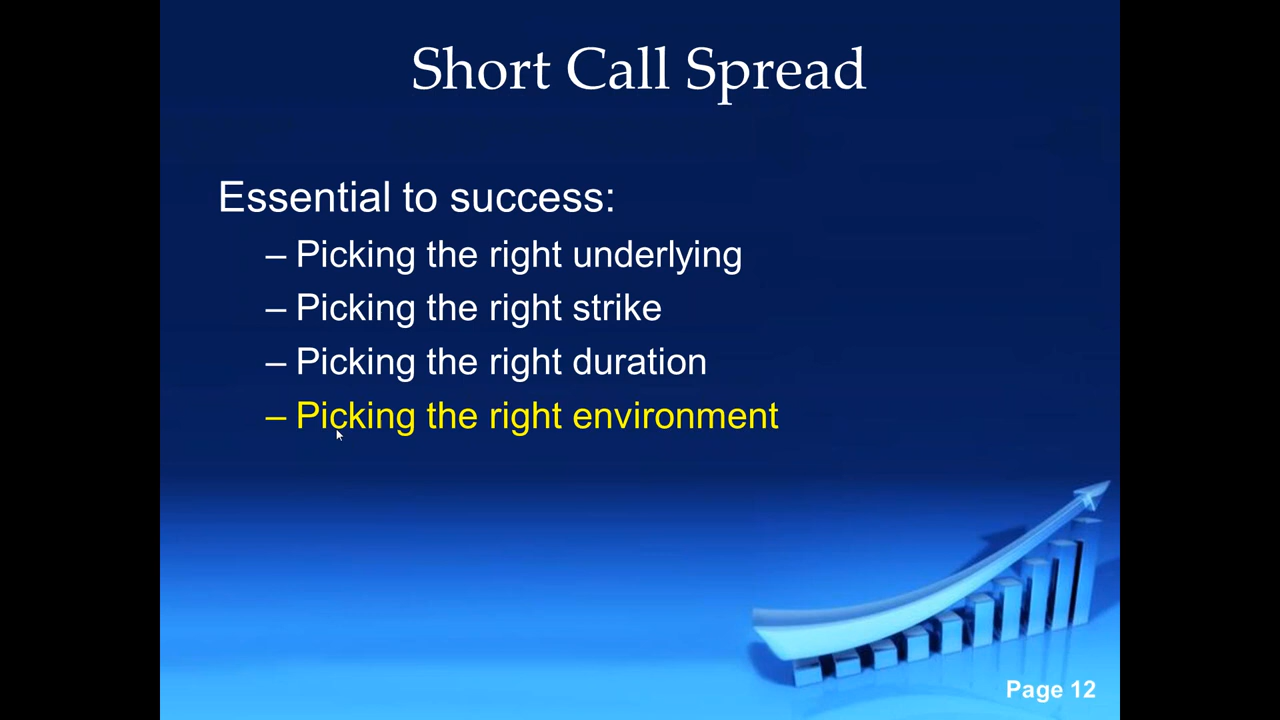 Short Call Spread
Essential to success:
– Picking the right underlying
– Picking the right strike
– Picking the right duration
– Picking the right environment
Page 12